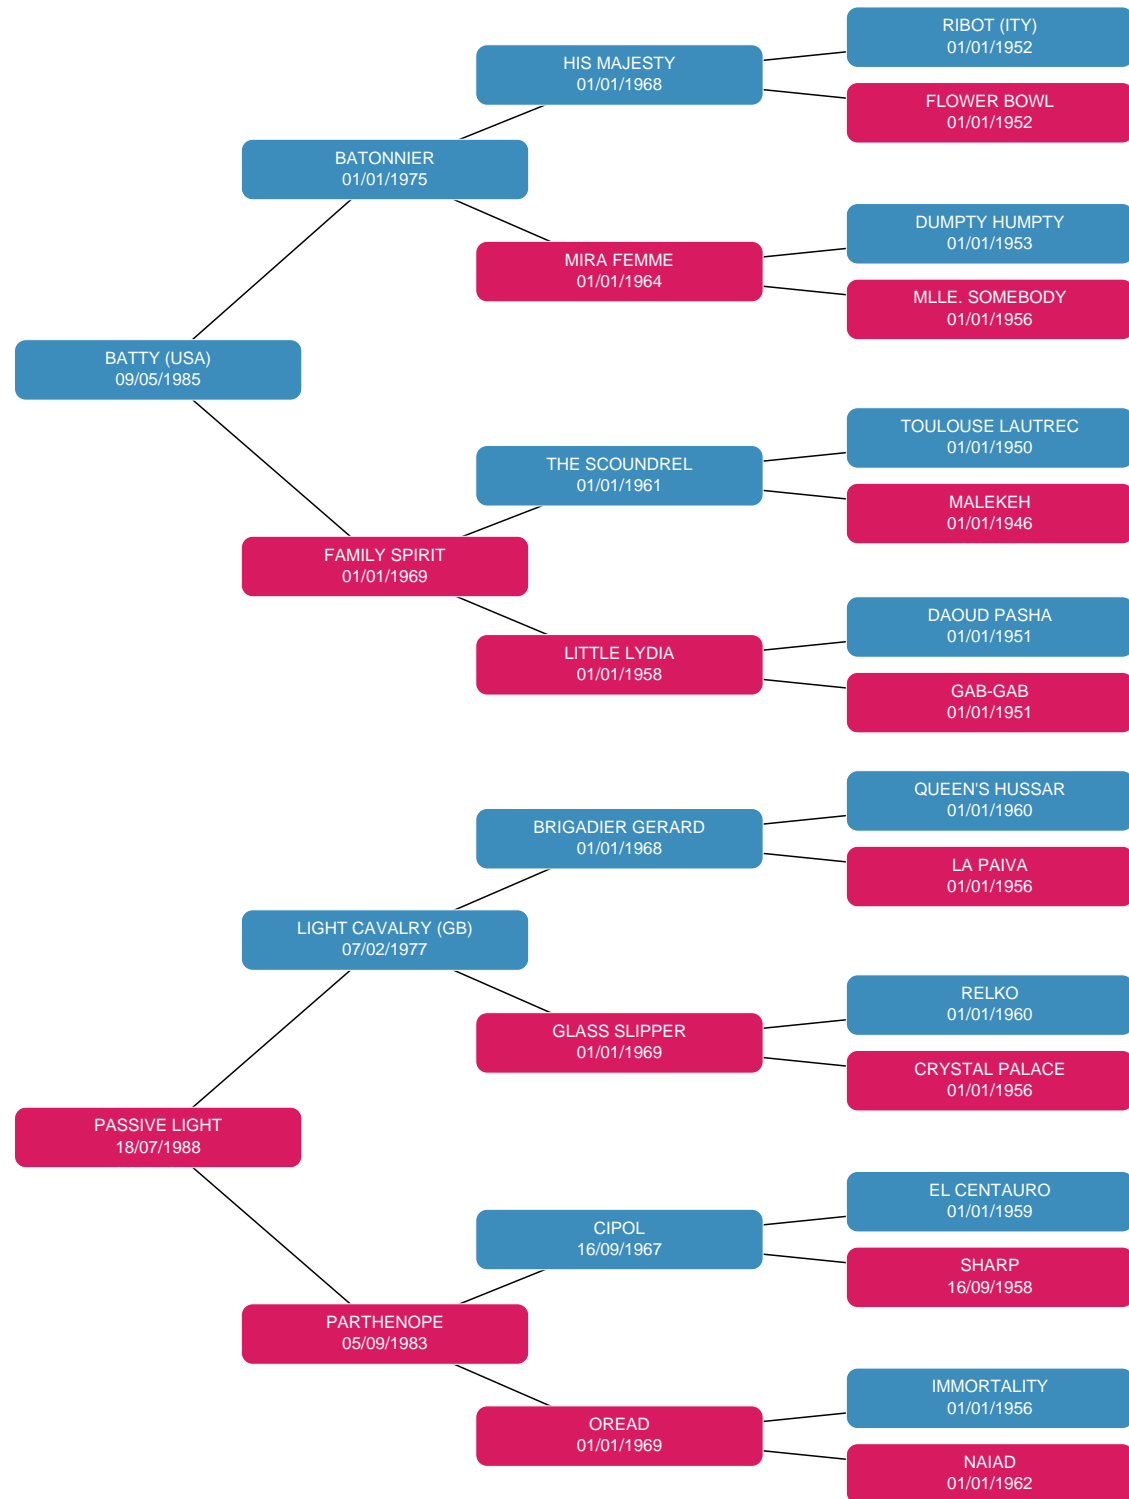 RIBOT (ITY)
01/01/1952
HIS MAJESTY
01/01/1968
FLOWER BOWL
01/01/1952
BATONNIER
01/01/1975
DUMPTY HUMPTY
01/01/1953
MIRA FEMME
01/01/1964
MLLE. SOMEBODY
01/01/1956
BATTY (USA)
09/05/1985
TOULOUSE LAUTREC
01/01/1950
THE SCOUNDREL
01/01/1961
MALEKEH
01/01/1946
FAMILY SPIRIT
01/01/1969
DAOUD PASHA
01/01/1951
LITTLE LYDIA
01/01/1958
GAB-GAB
01/01/1951
QUEEN'S HUSSAR
01/01/1960
BRIGADIER GERARD
01/01/1968
LA PAIVA
01/01/1956
LIGHT CAVALRY (GB)
07/02/1977
RELKO
01/01/1960
GLASS SLIPPER
01/01/1969
CRYSTAL PALACE
01/01/1956
PASSIVE LIGHT
18/07/1988
EL CENTAURO
01/01/1959
CIPOL
16/09/1967
SHARP
16/09/1958
PARTHENOPE
05/09/1983
IMMORTALITY
01/01/1956
OREAD
01/01/1969
NAIAD
01/01/1962